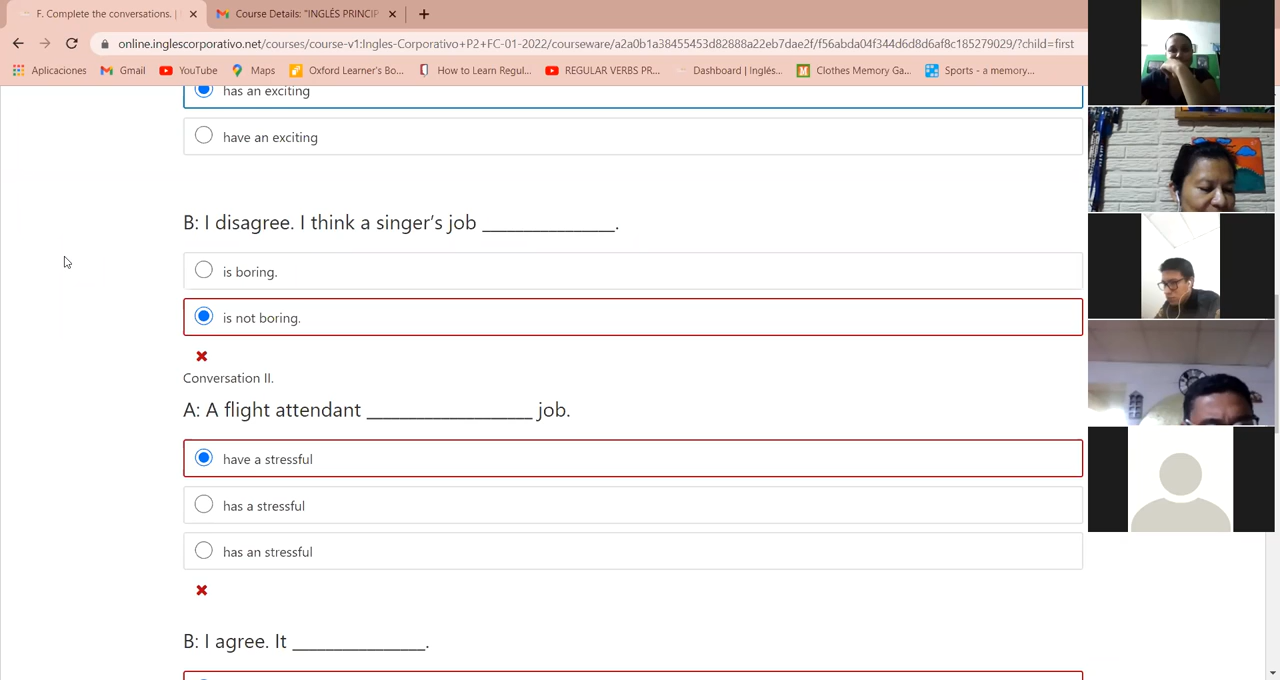 F. Complete the conversations. |
Course Details: "INGLÉS PRINCIP
online.inglescorporativo.net/courses/course-v1:Ingles-Corporativo+P2+FC-01-2022/courseware/a2a0b1a38455453d82888a22eb7dae2f/f56abda04f344d6d8d6af8c185279029/?child=first
Aplicaciones Gmail YouTube Maps Oxford Learner's Bo... How to Learn Regul... REGULAR VERBS PR... Dashboard | Inglés... Clothes Memory Ga... Sports - a memory...
has an exciting
have an exciting
B: I disagree. I think a singer's job _______________.
is boring.
is not boring.
Conversation II.
A: A flight attendant ___________________ job.
have a stressful
has a stressful
has an stressful
B: I agree. It _______________.